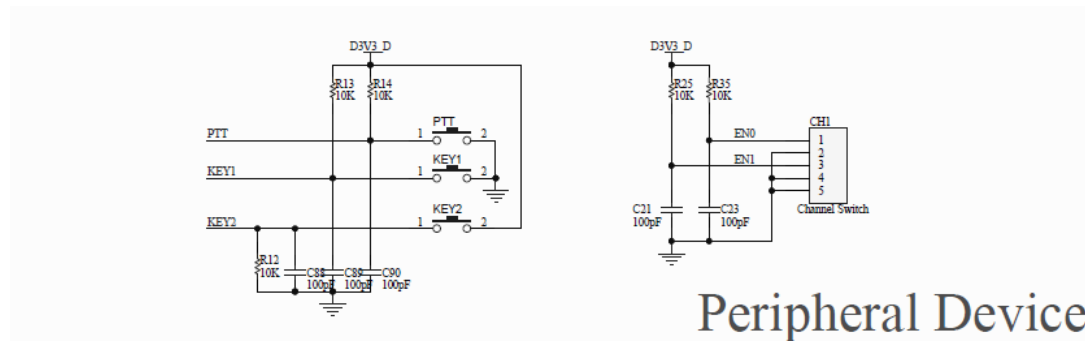 D3V3_D
R13
10K
R14
10K
PTT
1
PTT
2
KEY1
1
KEY1
2
KEY2
1
KEY2
2
R12
10K
C88
100pF
C89
100pF
C90
100pF
D3V3_D
R25
10K
R35
10K
CH1
EN0
1
2
EN1
3
4
5
Channel Switch
C21
100pF
C23
100pF
Peripheral Device